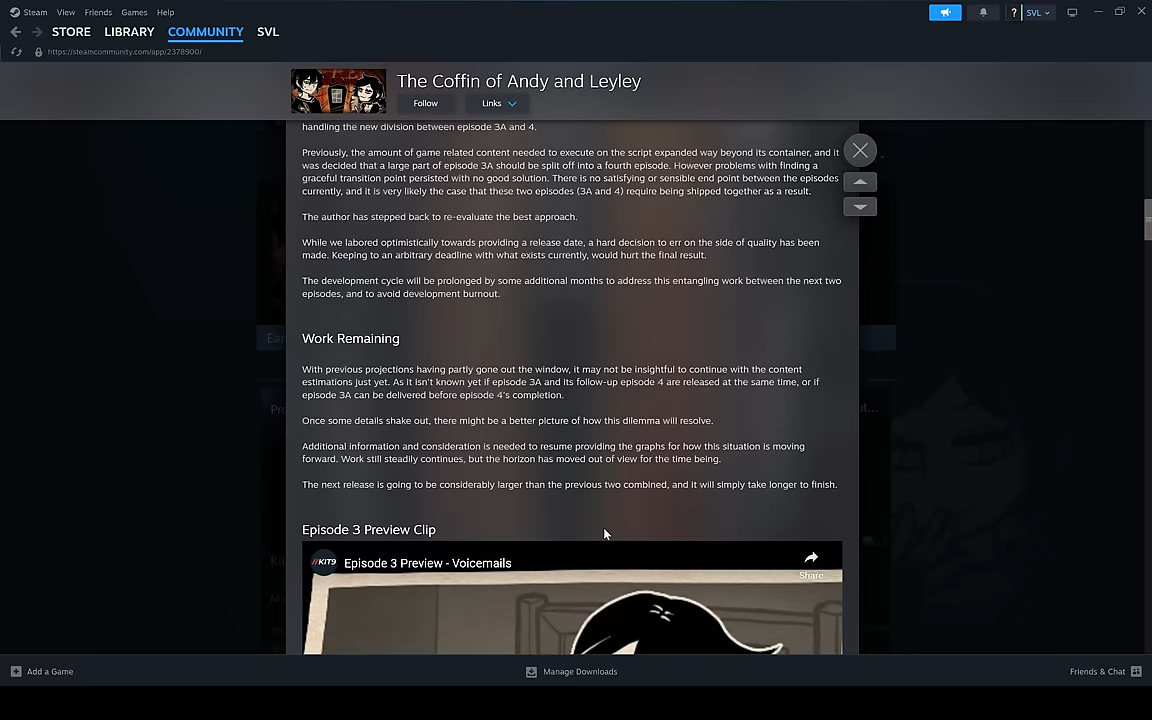 Steam View Friends Games Help
? SVL
STORE LIBRARY COMMUNITY SVL
https://steamcommunity.com/app/2378900/
The Coffin of Andy and Leyley
Follow Links
handling the new division between episode 3A and 4.
Previously, the amount of game related content needed to execute on the script expanded way beyond its container, and it
was decided that a large part of episode 3A should be split off into a fourth episode. However problems with finding a
graceful transition point persisted with no good solution. There is no satisfying or sensible end point between the episodes
currently, and it is very likely the case that these two episodes (3A and 4) require being shipped together as a result.
The author has stepped back to re-evaluate the best approach.
While we labored optimistically towards providing a release date, a hard decision to err on the side of quality has been
made. Keeping to an arbitrary deadline with what exists currently, would hurt the final result.
The development cycle will be prolonged by some additional months to address this entangling work between the next two
episodes, and to avoid development burnout.
Work Remaining
With previous projections having partly gone out the window, it may not be insightful to continue with the content
estimations just yet. As it isn't known yet if episode 3A and its follow-up episode 4 are released at the same time, or if
episode 3A can be delivered before episode 4's completion.
Once some details shake out, there might be a better picture of how this dilemma will resolve.
Additional information and consideration is needed to resume providing the graphs for how this situation is moving
forward. Work still steadily continues, but the horizon has moved out of view for the time being.
The next release is going to be considerably larger than the previous two combined, and it will simply take longer to finish.
Episode 3 Preview Clip
//KIT9 Episode 3 Preview - Voicemails
Share
Add a Game Manage Downloads Friends & Chat